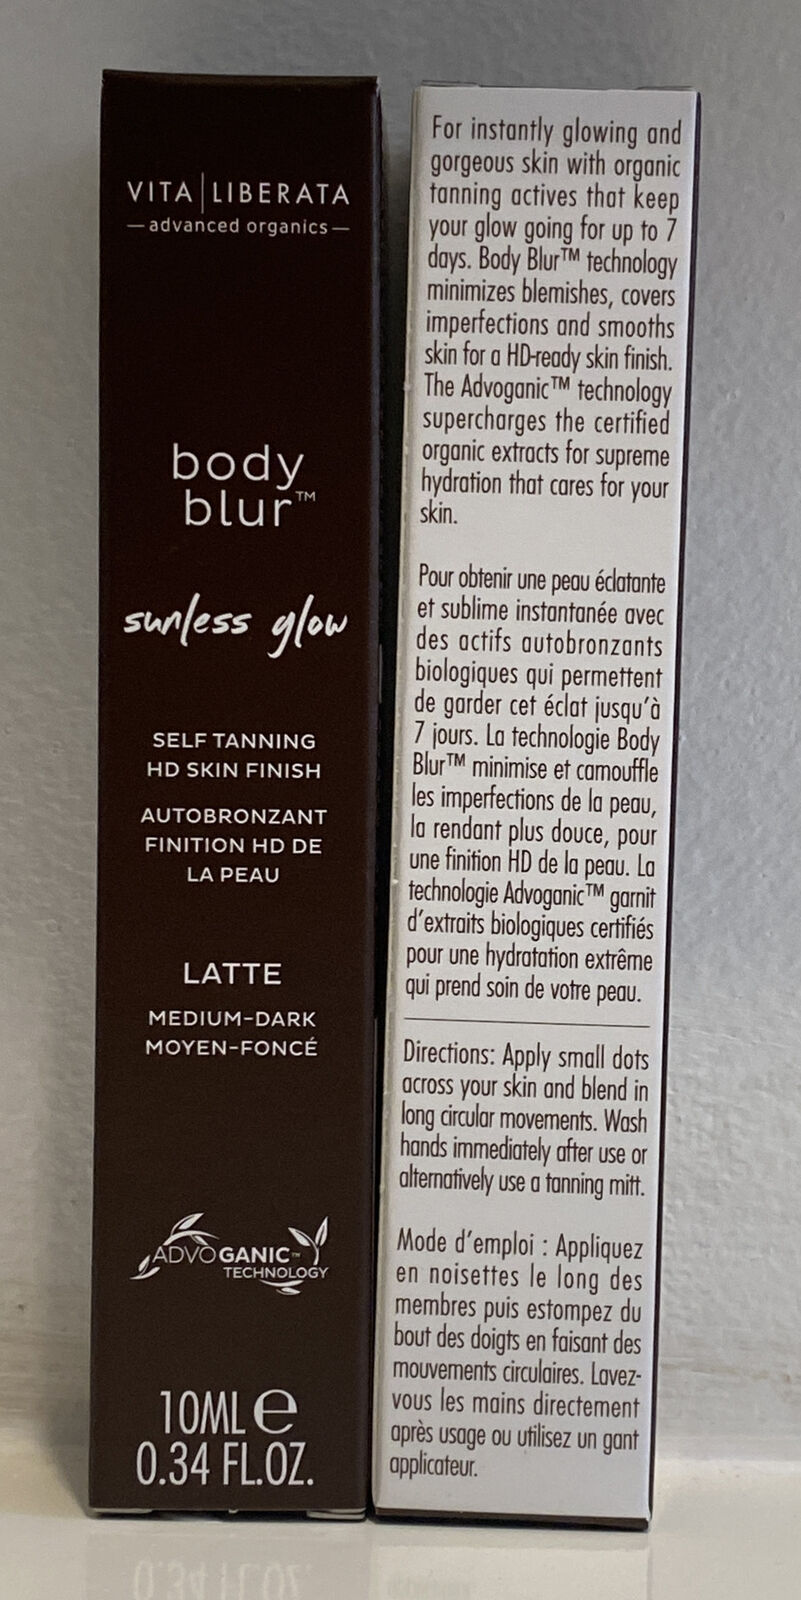 VITA|LIBERATA
—advanced organics—
body
blur™
sunless glow
SELF TANNING
HD SKIN FINISH
AUTOBRONZANT
FINITION HD DE
LA PEAU
LATTE
MEDIUM-DARK
MOYEN-FONCÉ
ADVOGANIC™
TECHNOLOGY
10ML ℮
0.34 FL.OZ.
For instantly glowing and
gorgeous skin with organic
tanning actives that keep
your glow going for up to 7
days. Body Blur™ technology
minimizes blemishes, covers
imperfections and smooths
skin for a HD-ready skin finish.
The Advoganic™ technology
supercharges the certified
organic extracts for supreme
hydration that cares for your
skin.
Pour obtenir une peau éclatante
et sublime instantanée avec
des actifs autobronzants
biologiques qui permettent
de garder cet éclat jusqu'à
7 jours. La technologie Body
Blur™ minimise et camouffle
les imperfections de la peau,
la rendant plus douce, pour
une finition HD de la peau. La
technologie Advoganic™ garnit
d'extraits biologiques certifiés
pour une hydratation extrême
qui prend soin de votre peau.
Directions: Apply small dots
across your skin and blend in
long circular movements. Wash
hands immediately after use or
alternatively use a tanning mitt.
Mode d'emploi : Appliquez
en noisettes le long des
membres puis estompez du
bout des doigts en faisant des
mouvements circulaires. Lavez-
vous les mains directement
après usage ou utilisez un gant
applicateur.